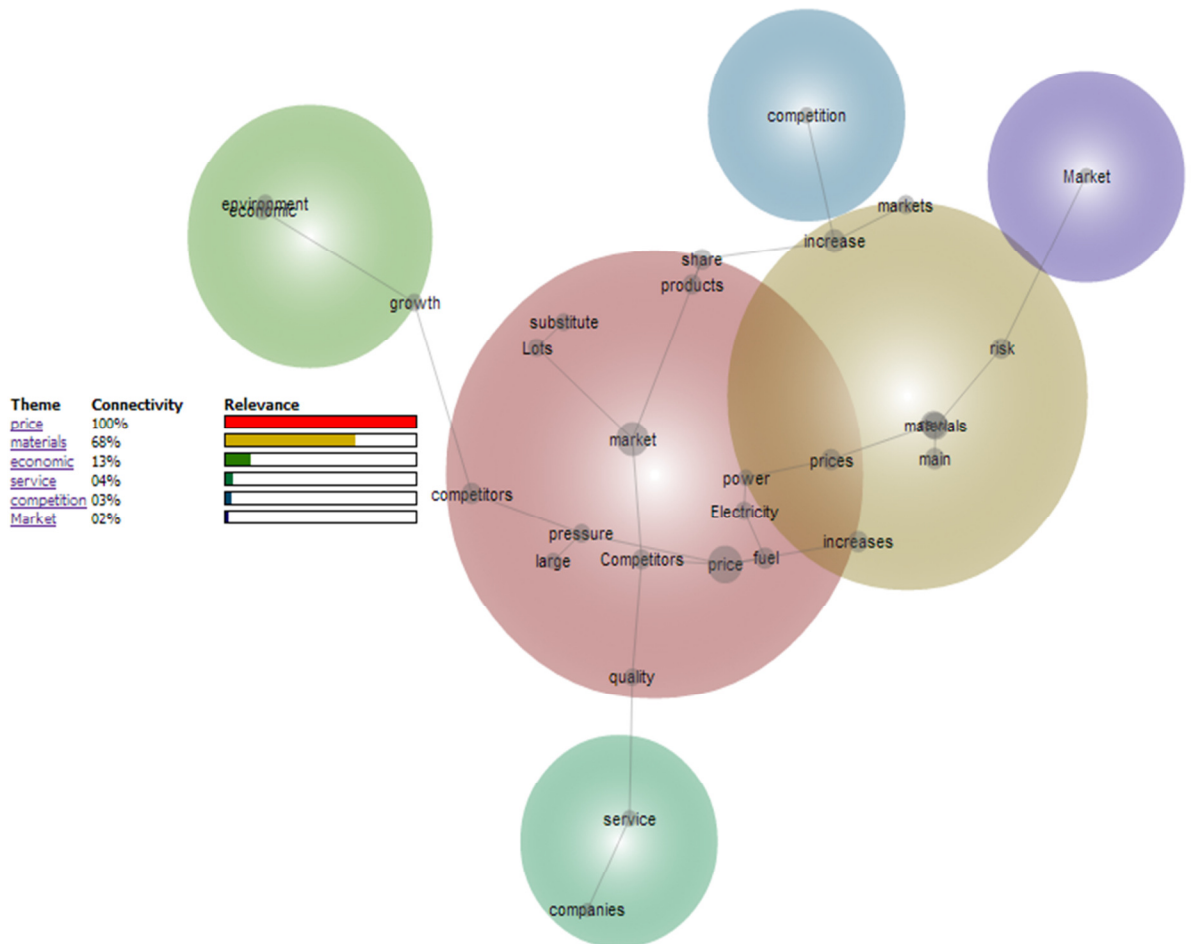 competition
Market
environment
economic
markets
increase
share
growth
products
substitute
Lots
risk
Theme Connectivity Relevance
price 100%
materials 68%
economic 13%
service 04%
competition 03%
Market 02%
materials
market
prices
main
power
competitors
Electricity
pressure
increases
large
Competitors
price
fuel
quality
service
companies